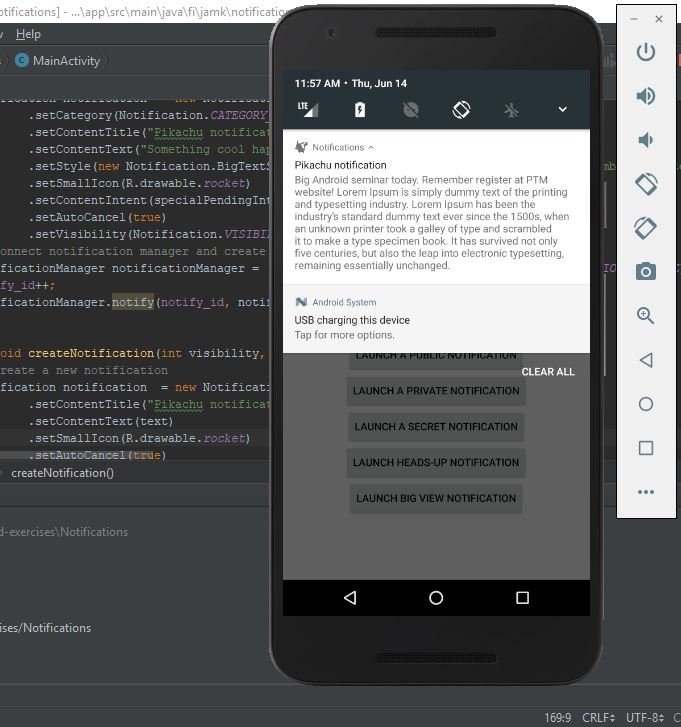 otifications] - ...\app\src\main\java\fi\jamk\notification
Help
MainActivity
.setCategory(Notification.CATEGORY_
.setContentTitle("Pikachu notificat
.setContentText("Something cool hap
.setStyle(new Notification.BigTextS
.setSmallIcon(R.drawable.rocket)
.setContentIntent(specialPendingInt
.setAutoCancel(true)
.setVisibility(Notification.VISIBIL
onnect notification manager and create
ficationManager notificationManager =
fy_id++;
ficationManager.notify(notify_id, notif
oid createNotification(int visibility,
reate a new notification
fication notification = new Notificati
.setContentTitle("Pikachu notificat
.setContentText(text)
.setSmallIcon(R.drawable.rocket)
.setAutoCancel(true)
createNotification()
d-exercises\Notifications
ises/Notifications
11:57 AM • Thu, Jun 14
LTE
Notifications
Pikachu notification
Big Android seminar today. Remember register at PTM
website! Lorem Ipsum is simply dummy text of the printing
and typesetting industry. Lorem Ipsum has been the
industry's standard dummy text ever since the 1500s, when
an unknown printer took a galley of type and scrambled
it to make a type specimen book. It has survived not only
five centuries, but also the leap into electronic typesetting,
remaining essentially unchanged.
Android System
USB charging this device
Tap for more options.
LAUNCH A PUBLIC NOTIFICATION
CLEAR ALL
LAUNCH A PRIVATE NOTIFICATION
LAUNCH A SECRET NOTIFICATION
LAUNCH HEADS-UP NOTIFICATION
LAUNCH BIG VIEW NOTIFICATION
169:9 CRLF UTF-8